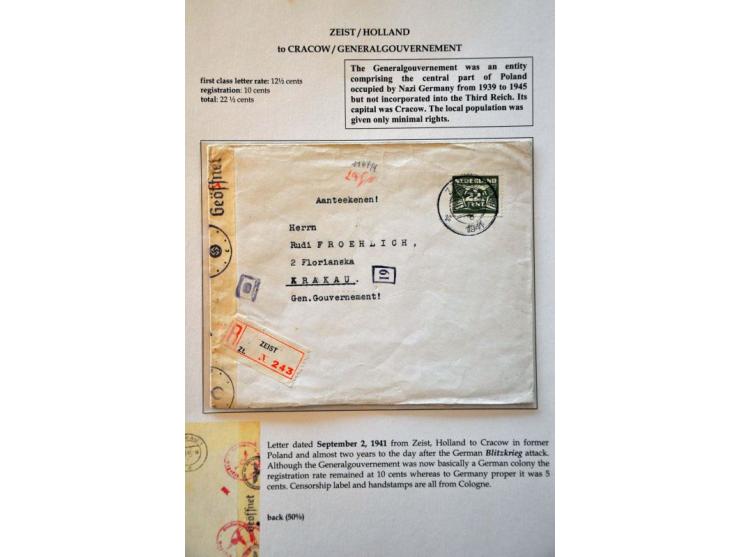 ZEIST / HOLLAND
to CRACOW / GENERALGOUVERNEMENT
first class letter rate: 12½ cents
registration: 10 cents
total: 22 ½ cents
The Generalgouvernement was an entity
comprising the central part of Poland
occupied by Nazi Germany from 1939 to 1945
but not incorporated into the Third Reich. Its
capital was Cracow. The local population was
given only minimal rights.
Geöffnet
NEDERLAND
CENT
1941
Aanteekenen!
Herrn
Rudi FROEHLICH,
2 Florianska
KRAKAU.
19
Gen.Gouvernement!
R
ZEIST
Zt. N 243
Letter dated September 2, 1941 from Zeist, Holland to Cracow in former
Poland and almost two years to the day after the German Blitzkrieg attack.
Although the Generalgouvernement was now basically a German colony the
registration rate remained at 10 cents whereas to Germany proper it was 5
cents. Censorship label and handstamps are all from Cologne.
Geöffnet
back (50%)